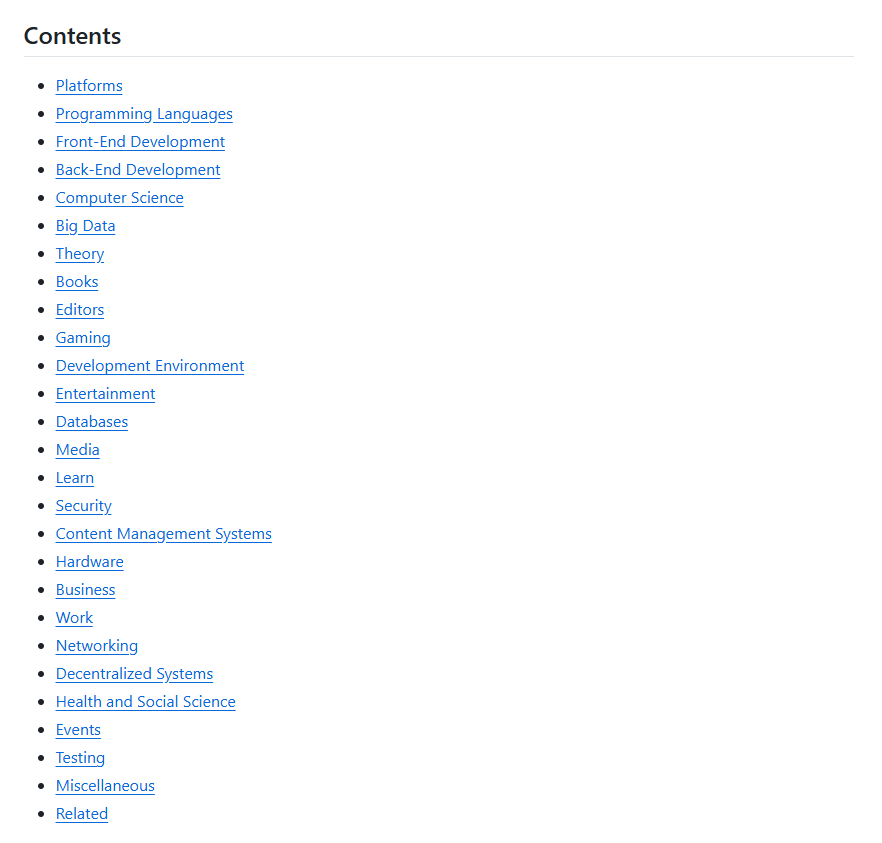 Contents
Platforms
Programming Languages
Front-End Development
Back-End Development
Computer Science
Big Data
Theory
Books
Editors
Gaming
Development Environment
Entertainment
Databases
Media
Learn
Security
Content Management Systems
Hardware
Business
Work
Networking
Decentralized Systems
Health and Social Science
Events
Testing
Miscellaneous
Related